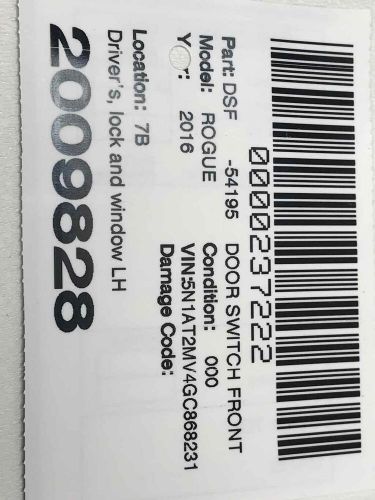 0000237222
Part: DSF -54195 DOOR SWITCH FRONT
Model: ROGUE Condition: 000
2016 VIN:5N1AT2MV4GC868231
Damage Code:
Location: 7B
Driver's, lock and window LH
2009828